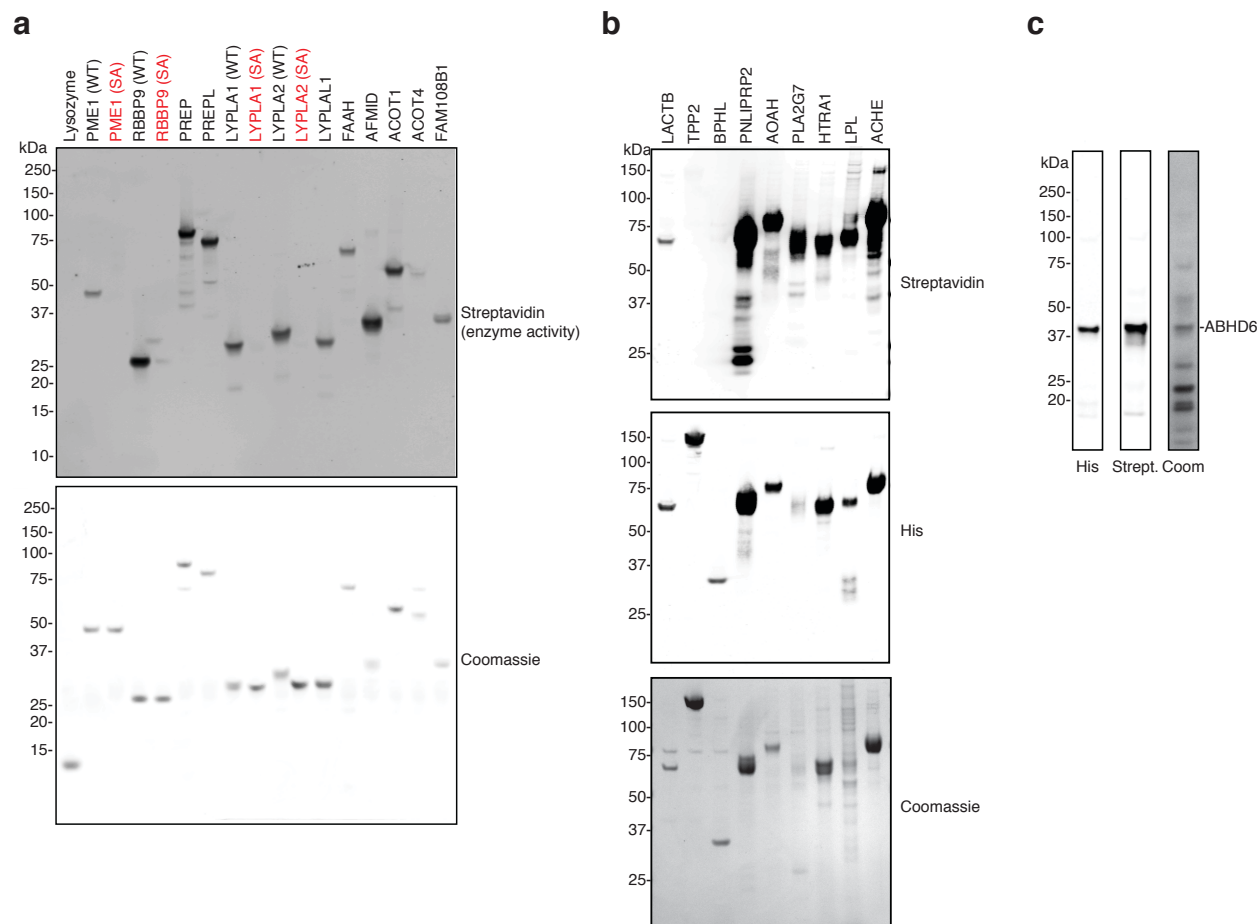 a
Lysozyme
PME1 (WT)
PME1 (SA)
RBBP9 (WT)
RBBP9 (SA)
PREP
PREPL
LYPLA1 (WT)
LYPLA1 (SA)
LYPLA2 (WT)
LYPLA2 (SA)
LYPLAL1
FAAH
AFMID
ACOT1
ACOT4
FAM108B1
kDa
250-
150-
100-
75-
50-
37-
25-
20-
15-
10-
Streptavidin
(enzyme activity)
250-
150-
100-
75-
50-
37-
25-
20-
15-
Coomassie
b
LACTB
TPP2
BPHL
PNLIPRP2
AOAH
PLA2G7
HTRA1
LPL
ACHE
kDa
150-
100-
75-
50-
37-
25-
Streptavidin
150-
100-
75-
50-
37-
25-
His
150-
100-
75-
50-
37-
25-
Coomassie
c
kDa
250-
150-
100-
50-
37-
25-
20-
-ABHD6
His Strept. Coom